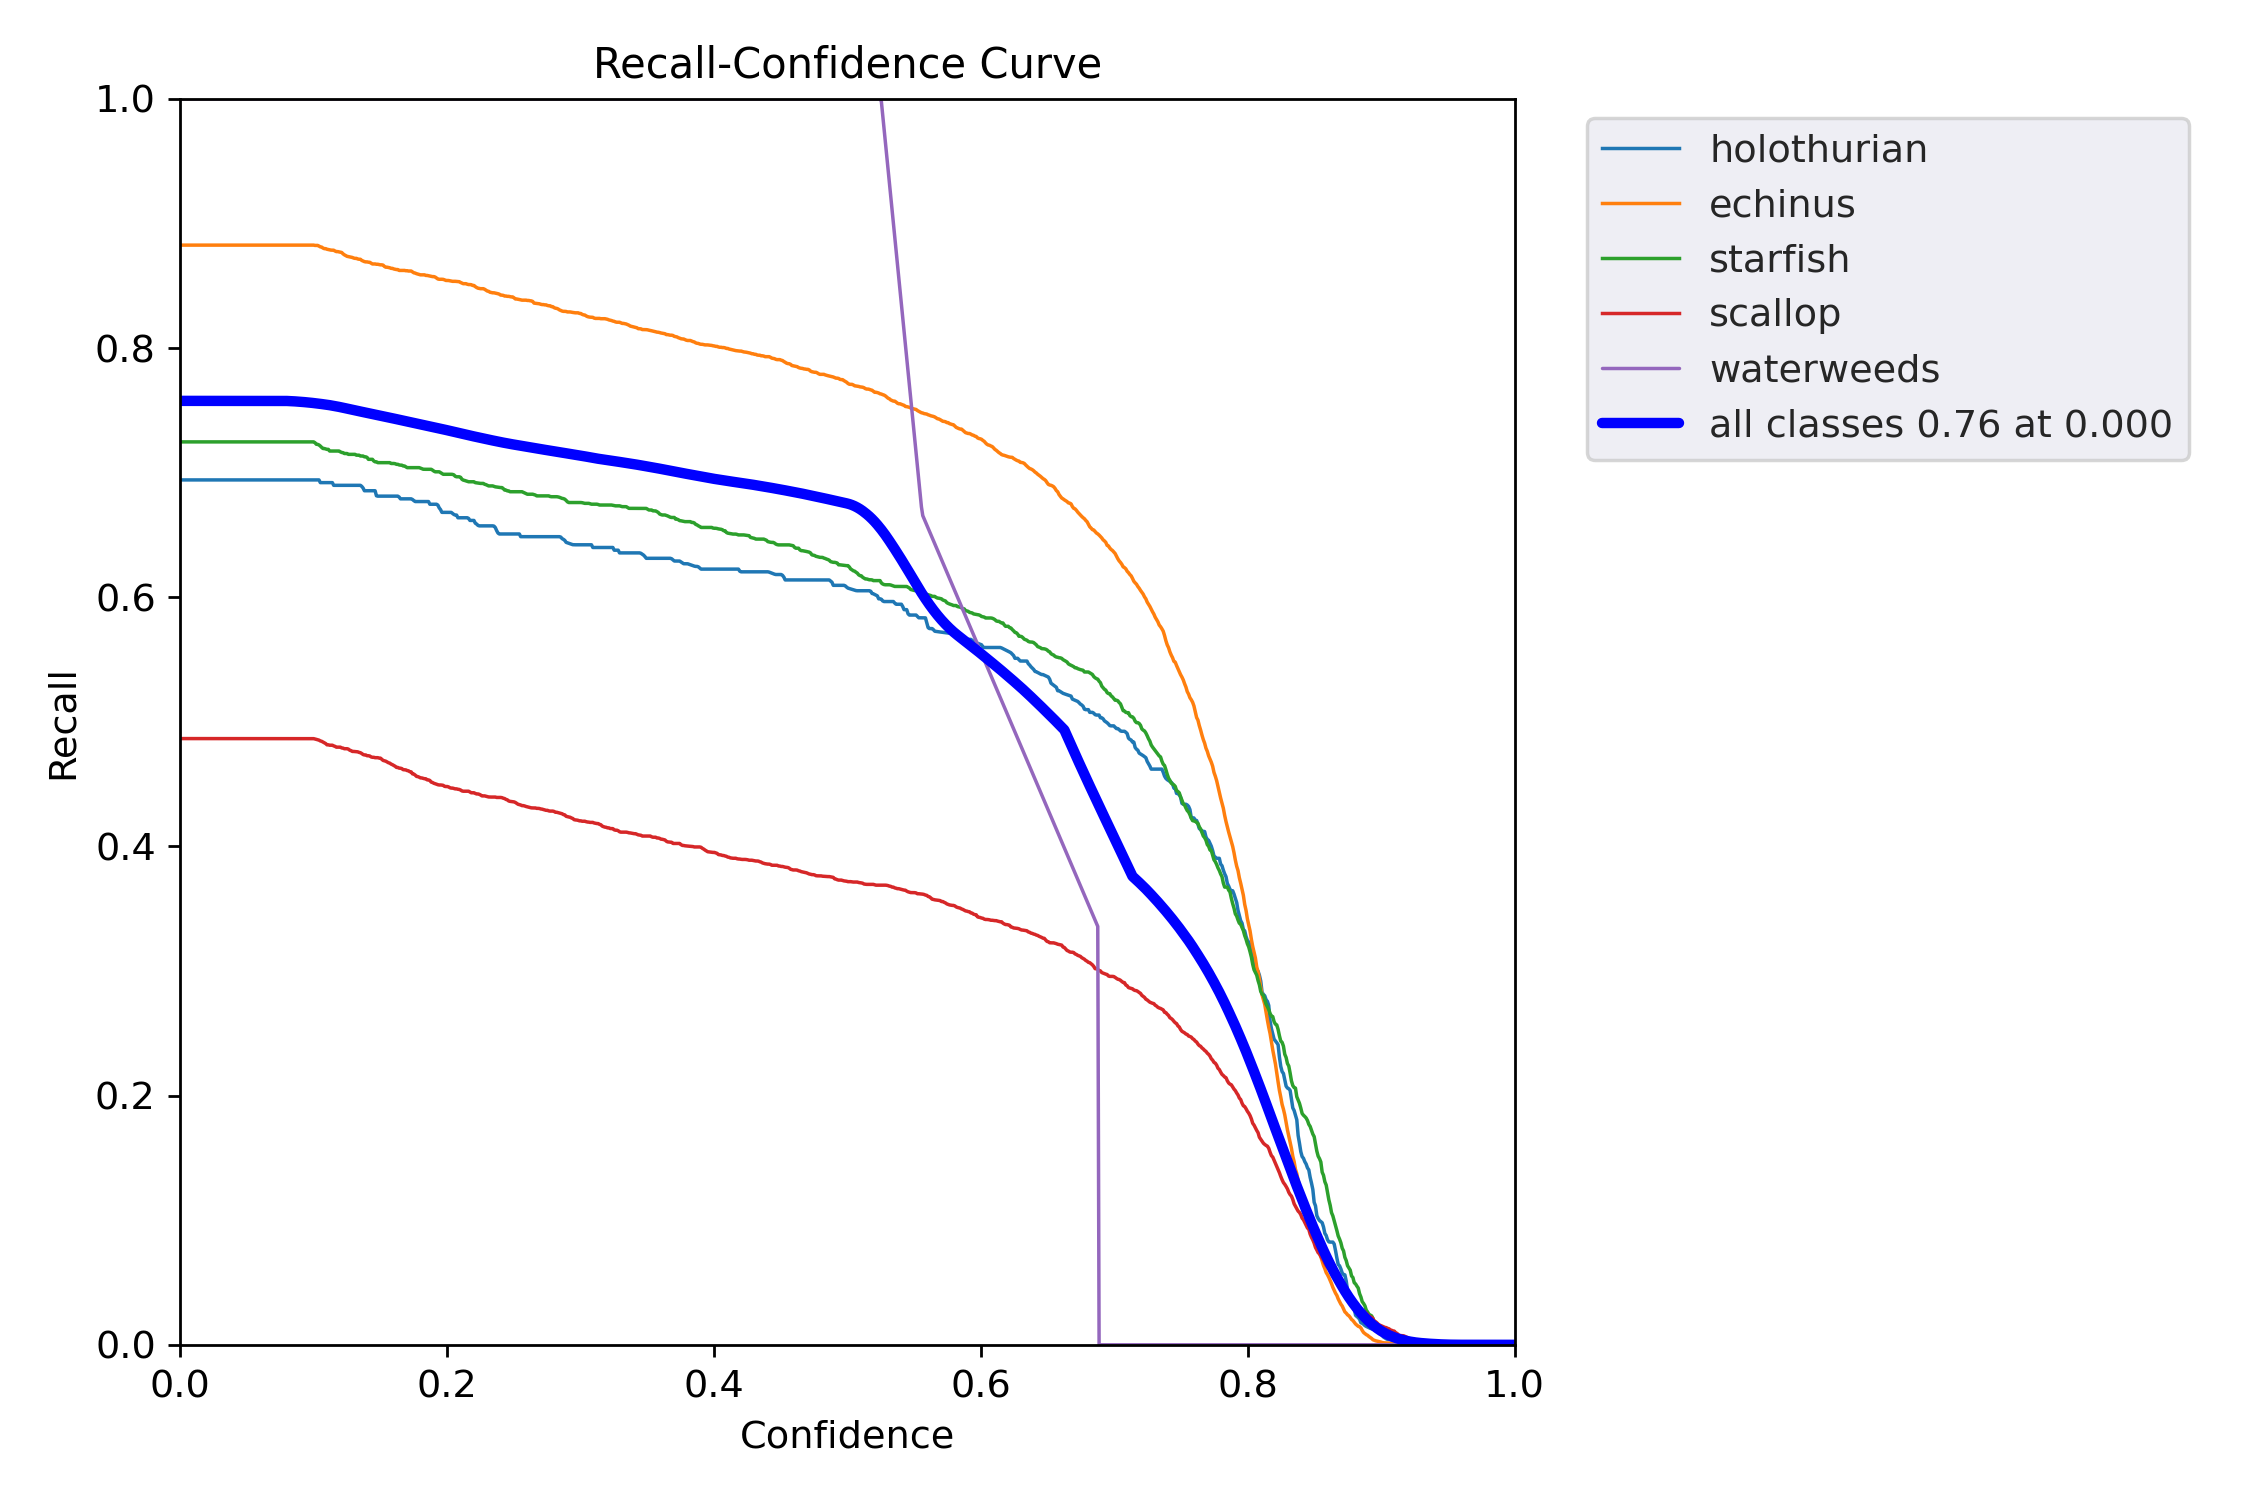 Recall-Confidence Curve
1.0
0.8
0.6
0.4
0.2
0.0
Recall
0.0 0.2 0.4 0.6 0.8 1.0
Confidence
holothurian
echinus
starfish
scallop
waterweeds
all classes 0.76 at 0.000